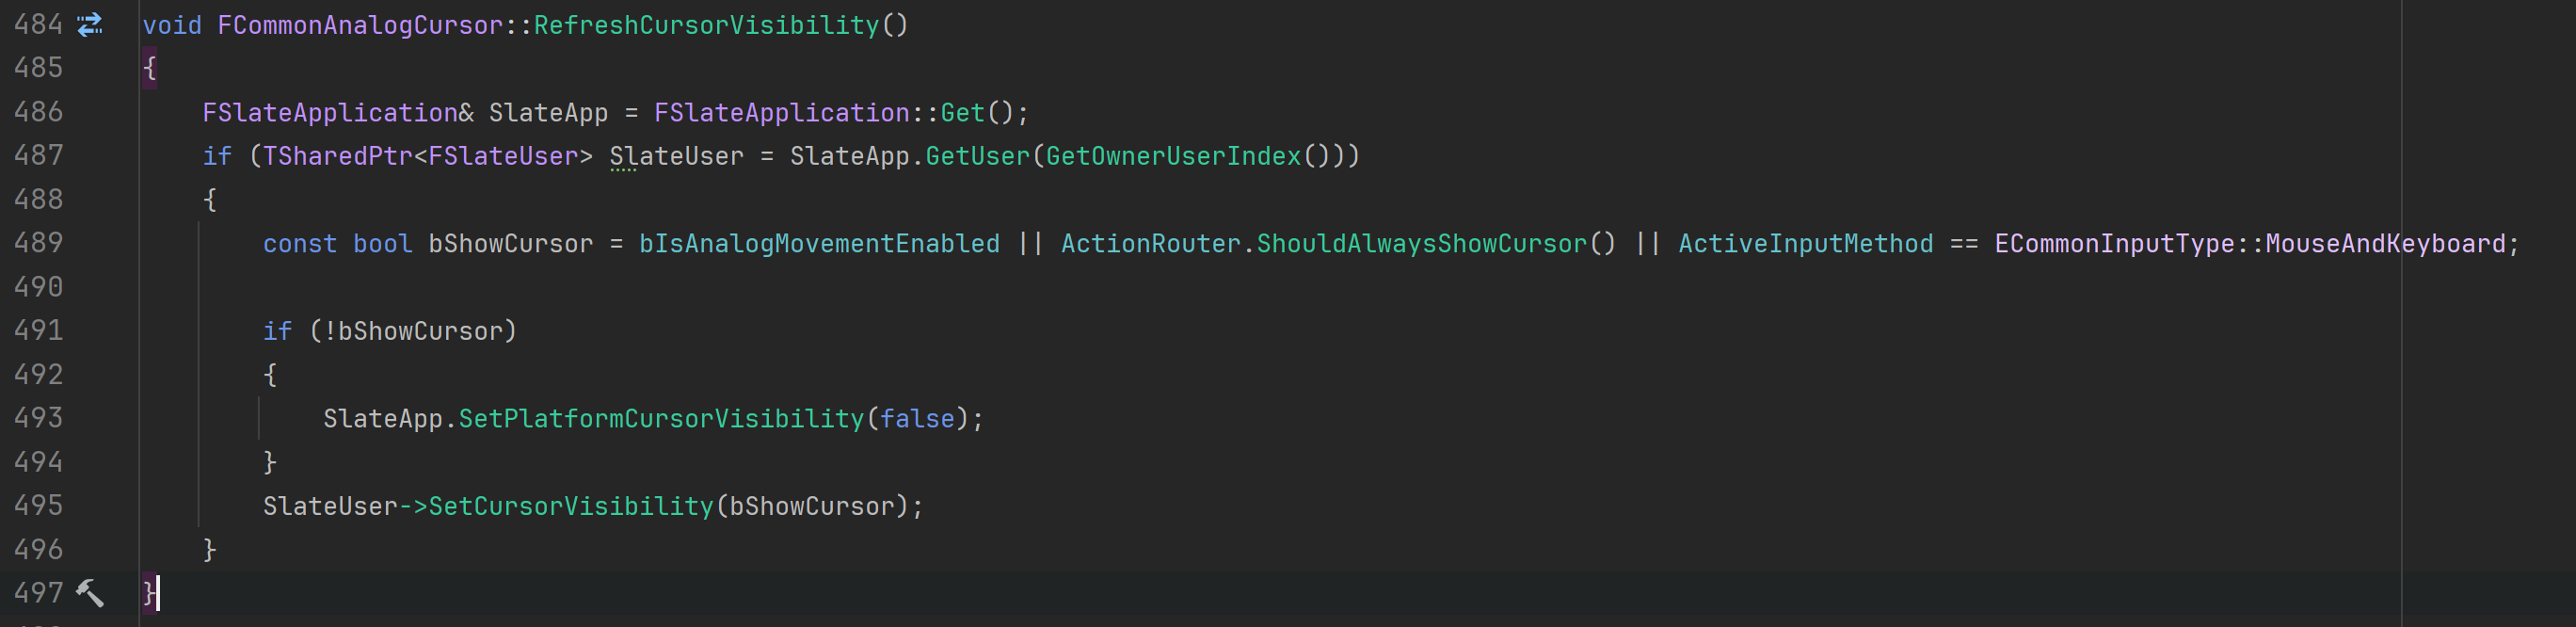 484 void FCommonAnalogCursor::RefreshCursorVisibility()
485 {
486     FSlateApplication& SlateApp = FSlateApplication::Get();
487     if (TSharedPtr<FSlateUser> SlateUser = SlateApp.GetUser(GetOwnerUserIndex()))
488     {
489         const bool bShowCursor = bIsAnalogMovementEnabled || ActionRouter.ShouldAlwaysShowCursor() || ActiveInputMethod == ECommonInputType::MouseAndKeyboard;
490
491         if (!bShowCursor)
492         {
493             SlateApp.SetPlatformCursorVisibility(false);
494         }
495         SlateUser->SetCursorVisibility(bShowCursor);
496     }
497 }